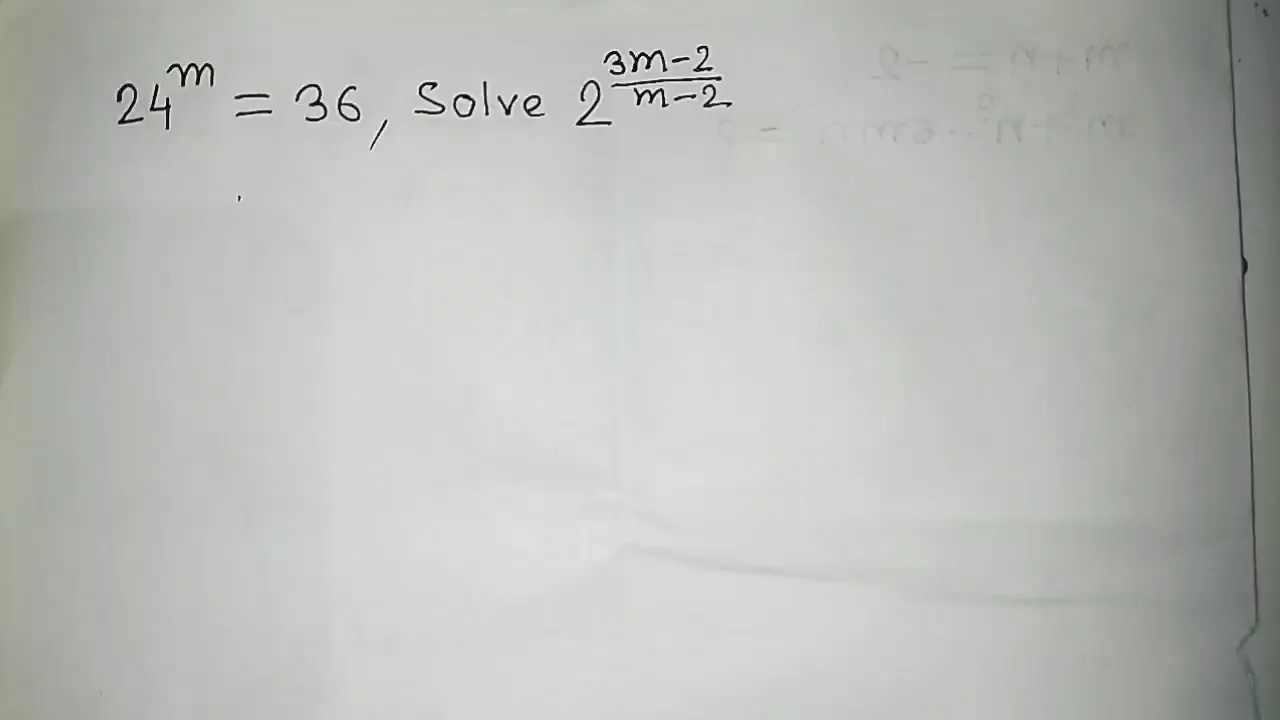 24^m = 36, Solve 2^((3m-2)/(m-2))